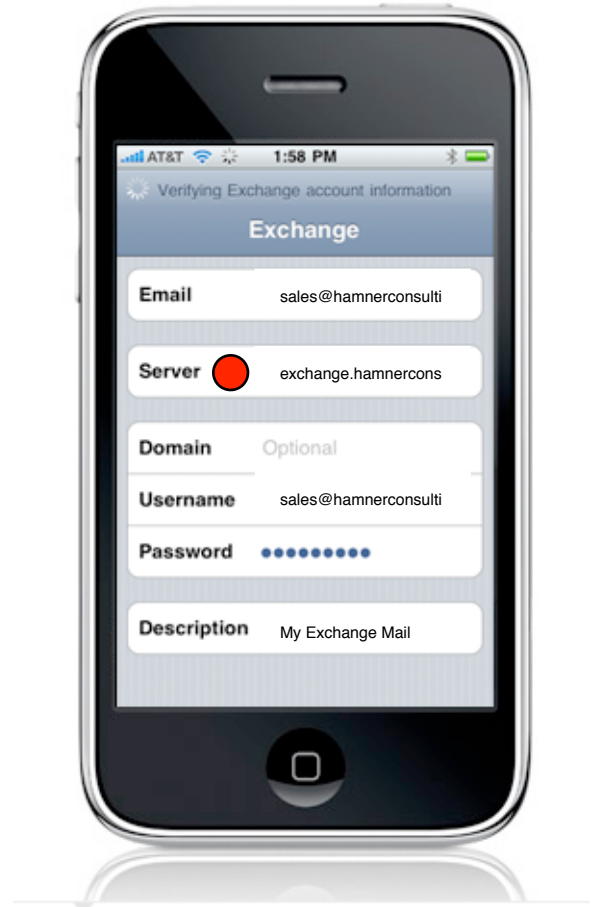 AT&T 1:58 PM
Verifying Exchange account information
Exchange
Email sales@hamnerconsulti
Server exchange.hamnercons
Domain Optional
Username sales@hamnerconsulti
Password
Description My Exchange Mail